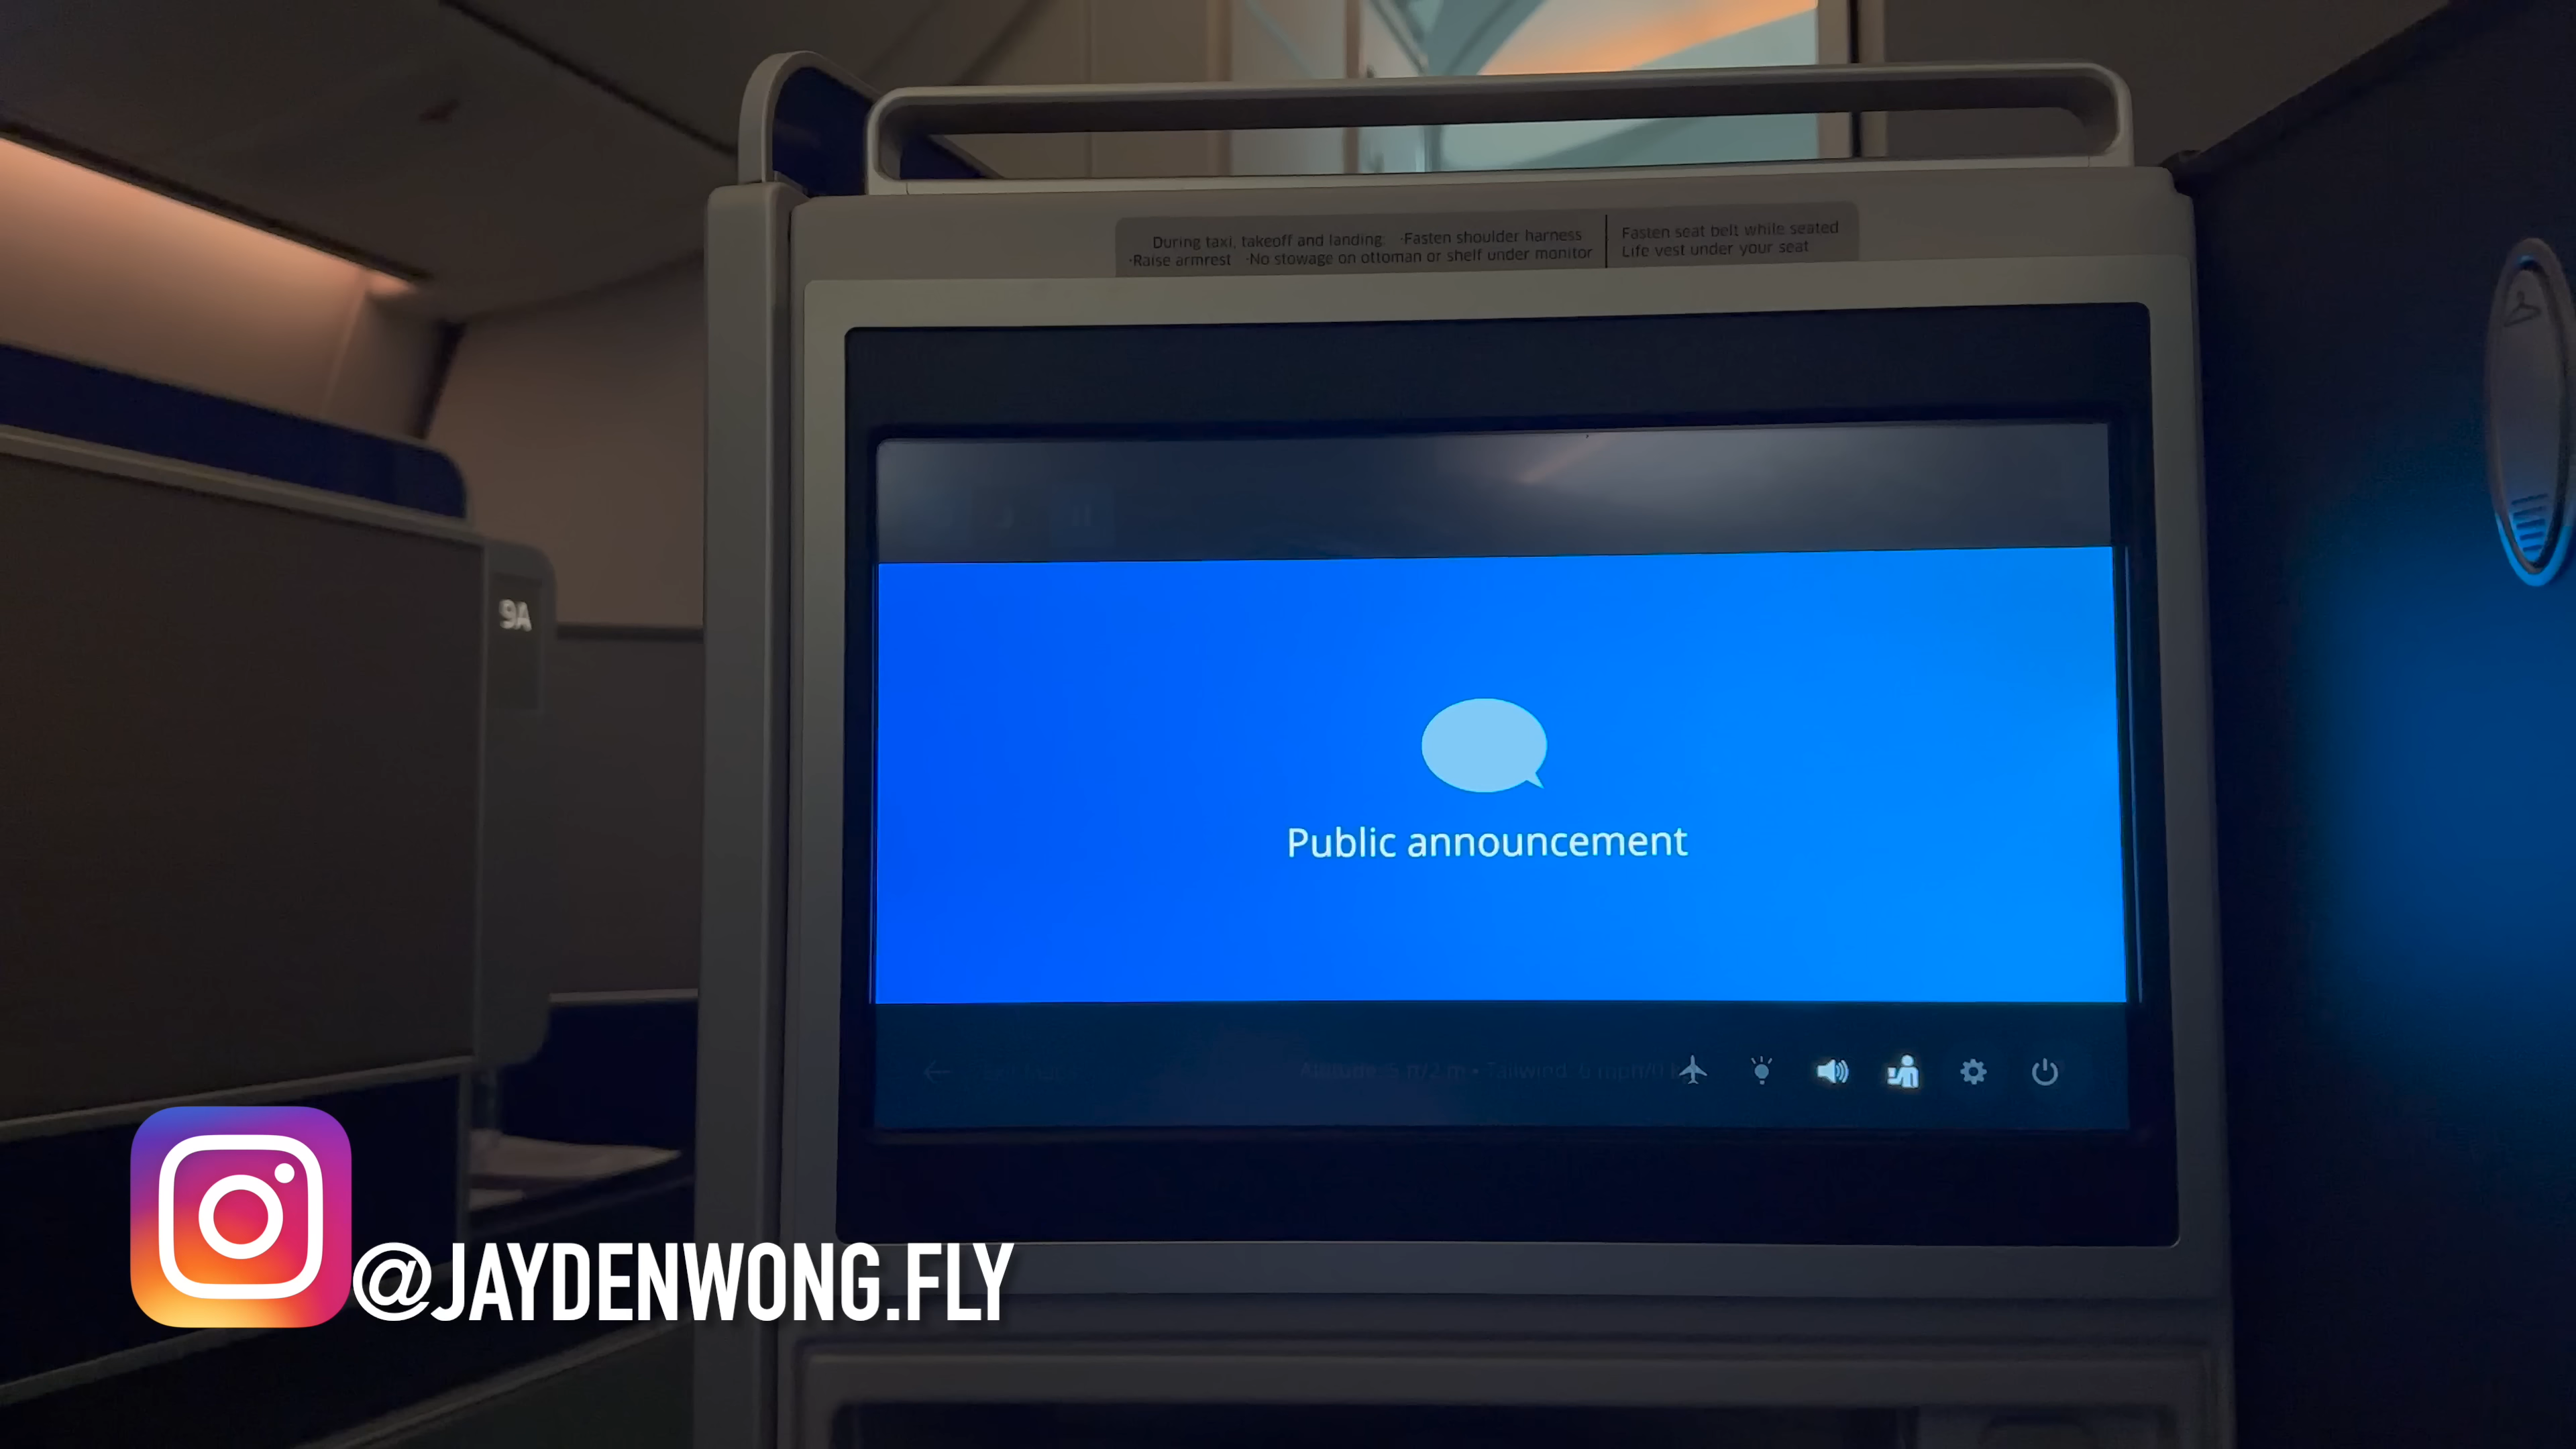 During taxi, takeoff and landing. ·Fasten shoulder harness
·Raise armrest ·No stowage on ottoman or shelf under monitor
Fasten seat belt while seated
Life vest under your seat
9A
Public announcement
@JAYDENWONG.FLY